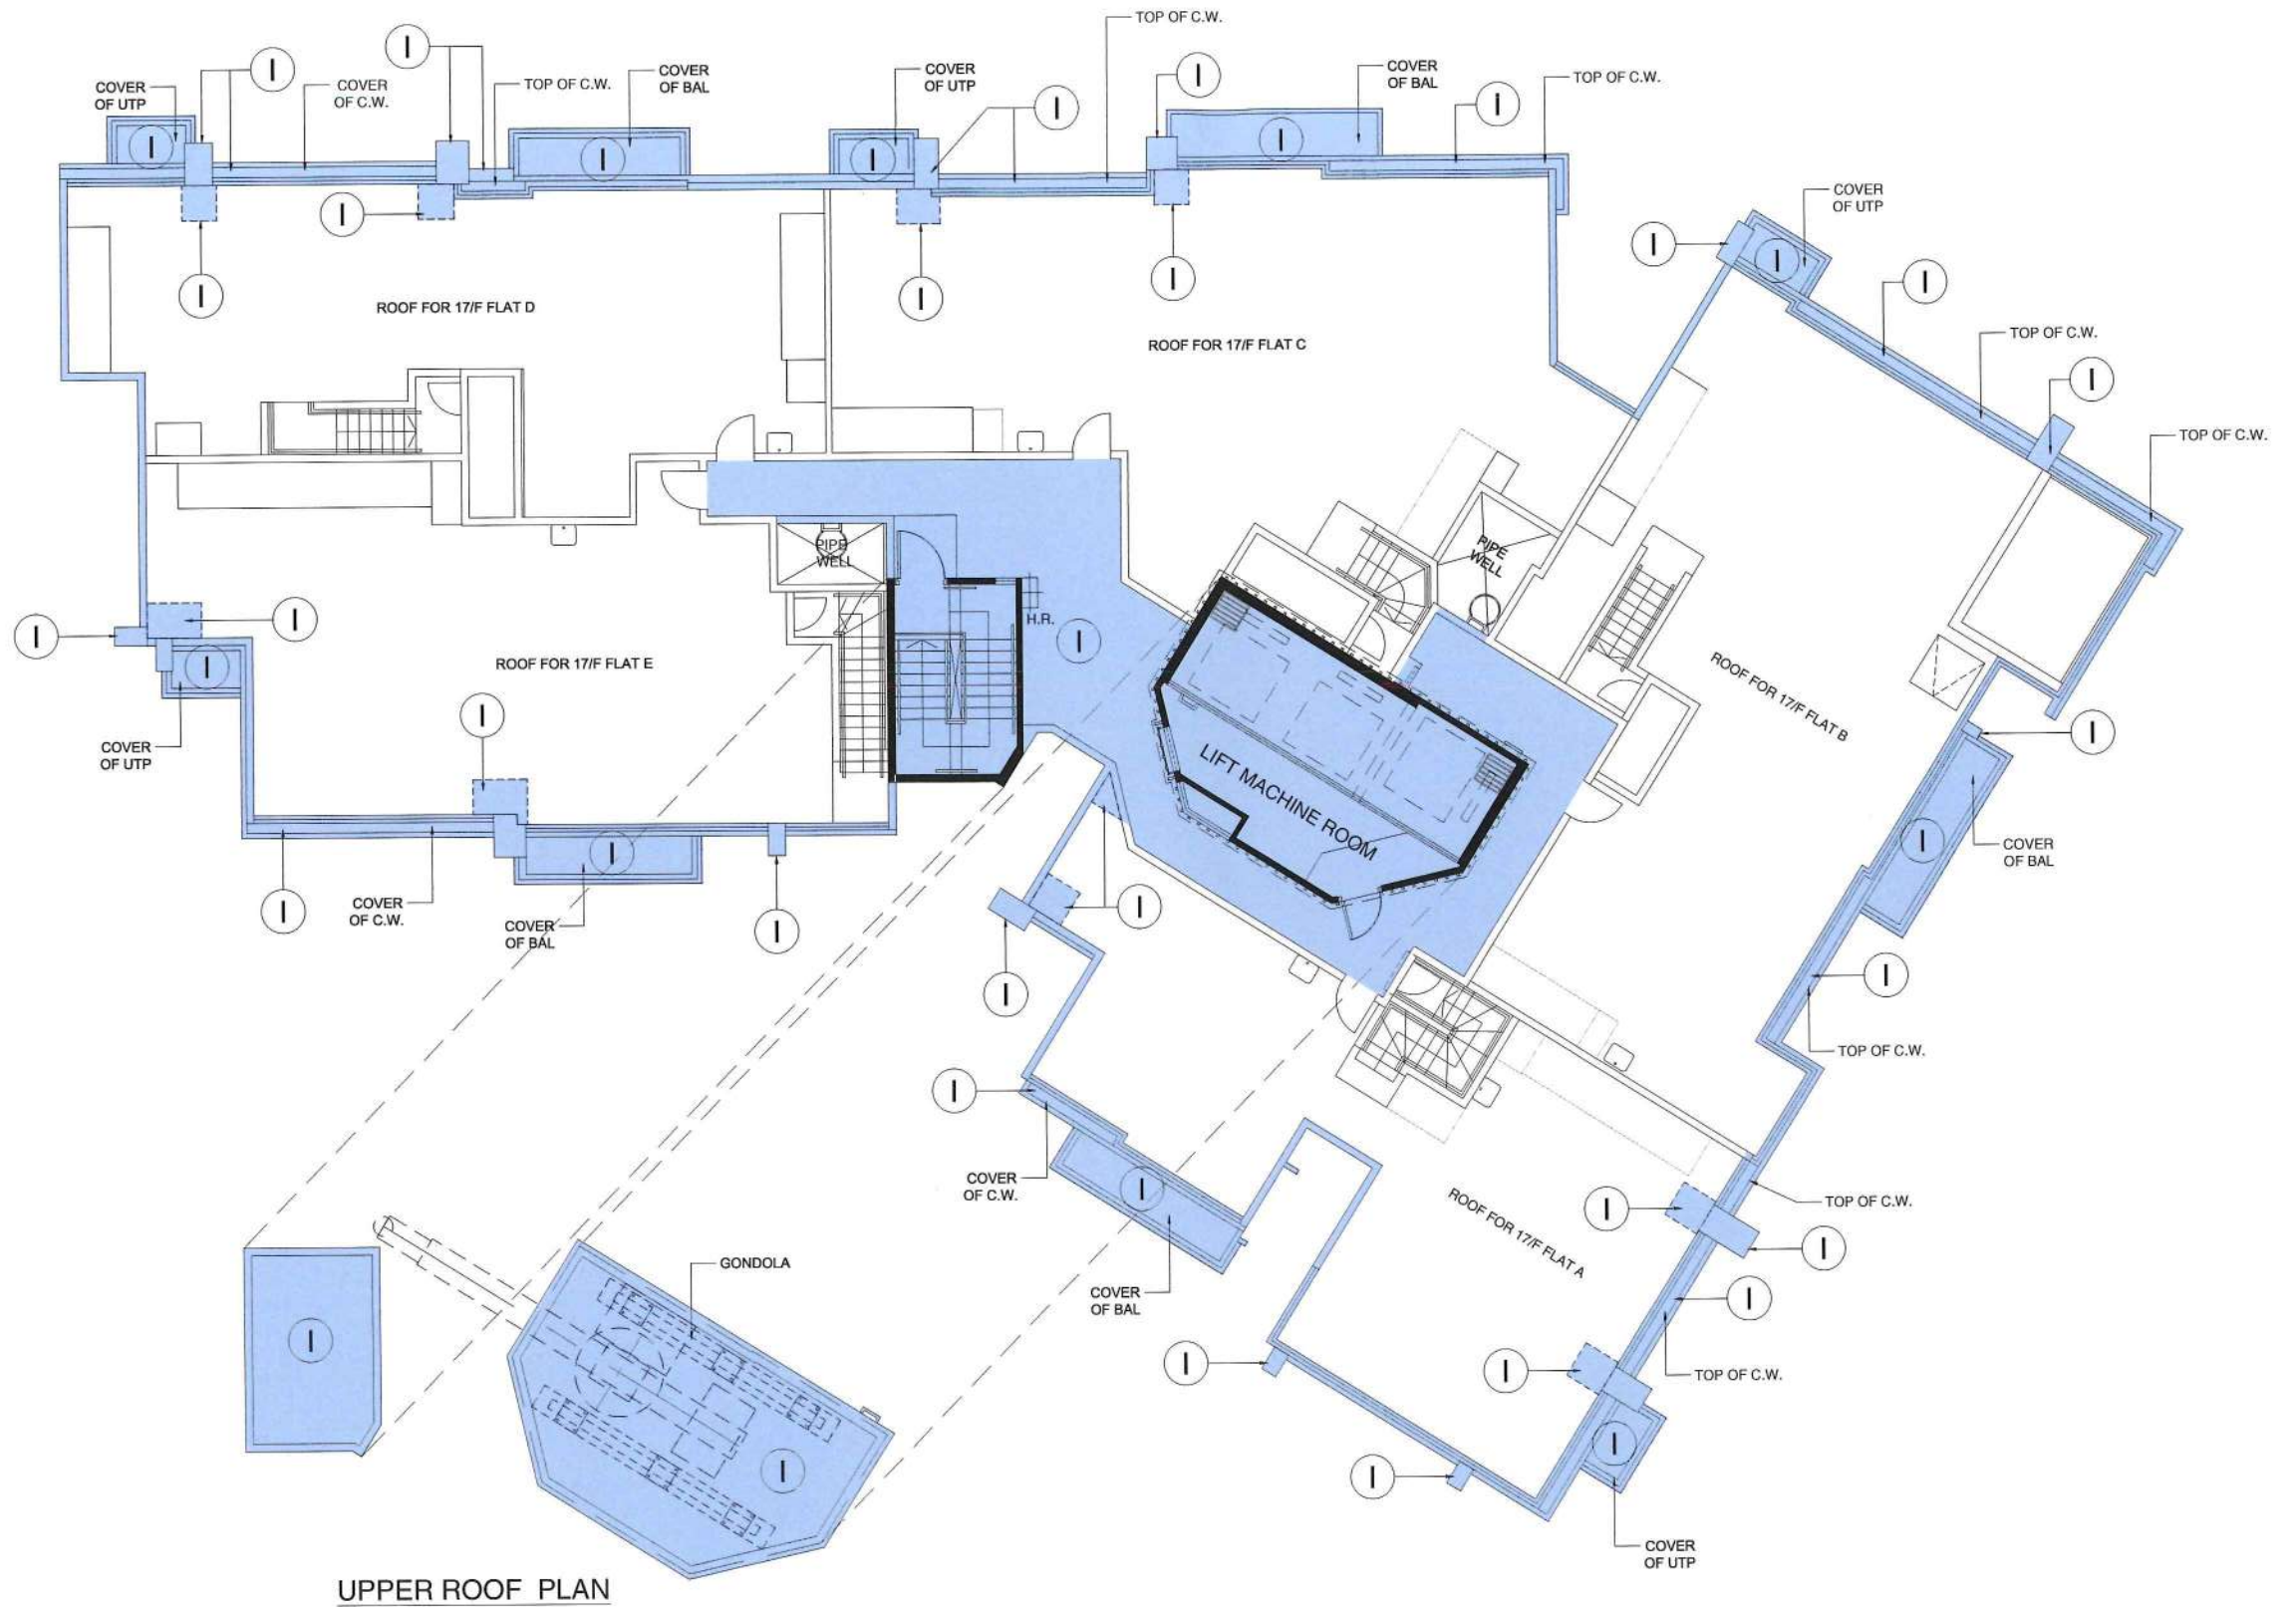 TOP OF C.W.
I
I
COVER
OF UTP
COVER
OF C.W.
TOP OF C.W.
COVER
OF BAL
COVER
OF UTP
I
I
COVER
OF BAL
I
TOP OF C.W.
I
I
I
I
I
I
I
I
I
COVER
OF UTP
I
I
I
TOP OF C.W.
I
TOP OF C.W.
ROOF FOR 17/F FLAT D
ROOF FOR 17/F FLAT C
PIPE
WELL
PIPE
WELL
H.R.
I
I
I
I
COVER
OF UTP
ROOF FOR 17/F FLAT E
I
ROOF FOR 17/F FLAT B
I
LIFT MACHINE ROOM
I
COVER
OF BAL
I
I
COVER
OF C.W.
COVER
OF BAL
I
I
I
I
TOP OF C.W.
I
COVER
OF C.W.
I
COVER
OF BAL
ROOF FOR 17/F FLAT A
I
TOP OF C.W.
I
I
TOP OF C.W.
I
I
I
I
COVER
OF UTP
GONDOLA
I
I
UPPER ROOF PLAN